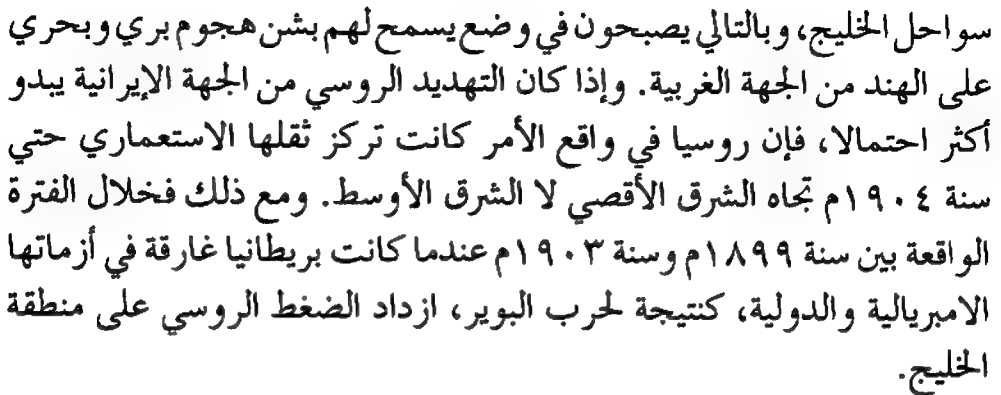 سواحل الخليج، وبالتالي يصبحون في وضع يسمح لهم بشن هجوم بري وبحري
على الهند من الجهة الغربية. وإذا كان التهديد الروسي من الجهة الإيرانية يبدو
أكثر احتمالا، فإن روسيا في واقع الأمر كانت تركز ثقلها الاستعماري حتي
سنة ١٩٠٤م تجاه الشرق الأقصي لا الشرق الأوسط. ومع ذلك فخلال الفترة
الواقعة بين سنة ١٨٩٩م وسنة ١٩٠٣م عندما كانت بريطانيا غارقة في أزماتها
الامبريالية والدولية، كنتيجة لحرب البوير، ازداد الضغط الروسي على منطقة
الخليج.